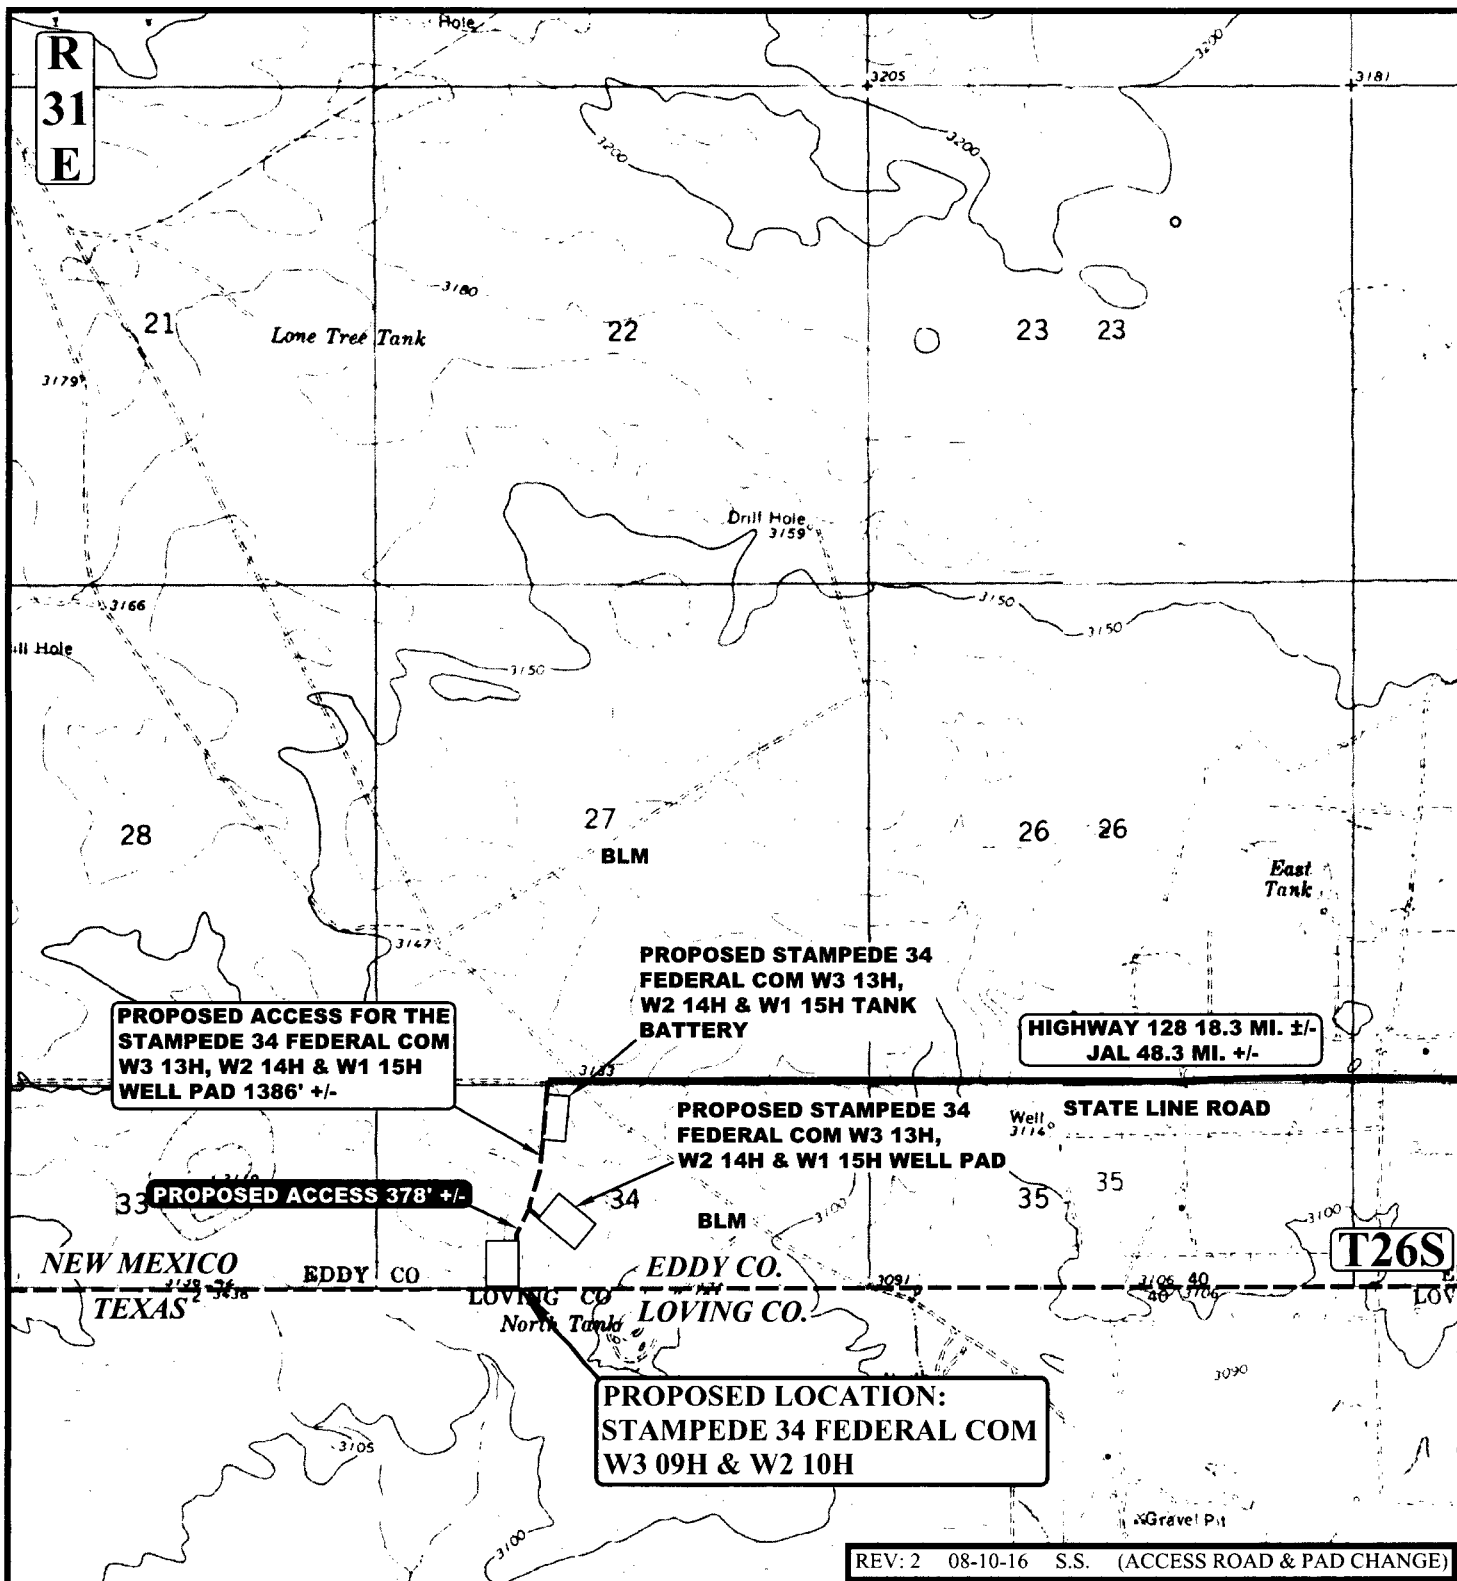 Hole
R
31
E
3205
3200
3181
3200
3200
3180
21
Lone Tree Tank
22
23
23
3179
Drill Hole
3159
3166
ill Hole
3150
3150
3150
28
27
BLM
26
26
East
Tank
3147
PROPOSED STAMPEDE 34
FEDERAL COM W3 13H,
W2 14H & W1 15H TANK
BATTERY
PROPOSED ACCESS FOR THE
STAMPEDE 34 FEDERAL COM
W3 13H, W2 14H & W1 15H
WELL PAD 1386' +/-
HIGHWAY 128 18.3 MI. ±/-
JAL 48.3 MI. +/-
3133
PROPOSED STAMPEDE 34
FEDERAL COM W3 13H,
W2 14H & W1 15H WELL PAD
Well
3114
STATE LINE ROAD
33
PROPOSED ACCESS 378' +/-
34
35
35
BLM
3100
3100
T26S
NEW MEXICO
EDDY CO
EDDY CO.
3091
3106
40
40
3106
TEXAS
LOVING CO
LOVING CO.
LOV
North Tank
3090
PROPOSED LOCATION:
STAMPEDE 34 FEDERAL COM
W3 09H & W2 10H
3105
3100
Gravel Pit
REV: 2 08-10-16 S.S. (ACCESS ROAD & PAD CHANGE)